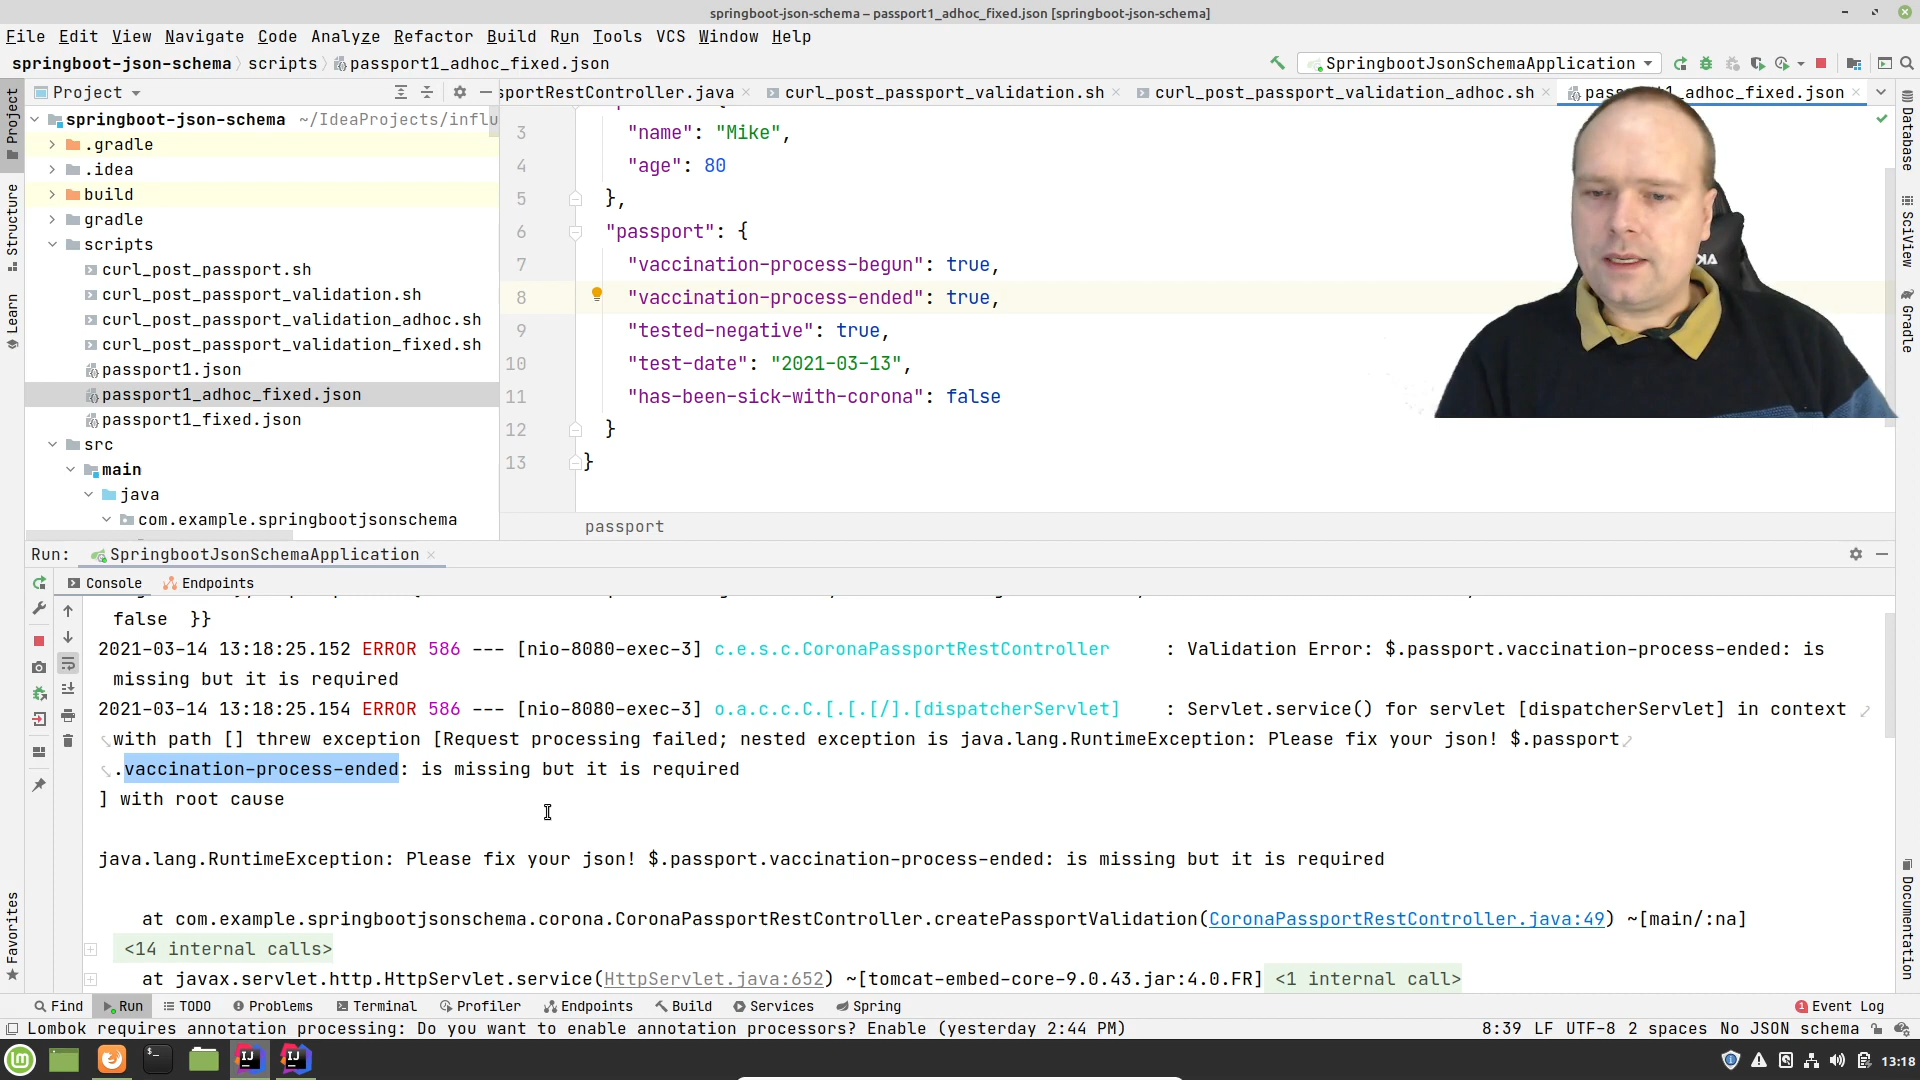 springboot-json-schema – passport1_adhoc_fixed.json [springboot-json-schema]
File Edit View Navigate Code Analyze Refactor Build Run Tools VCS Window Help
springboot-json-schema scripts passport1_adhoc_fixed.json
SpringbootJsonSchemaApplication
Project
sportRestController.java curl_post_passport_validation.sh curl_post_passport_validation_adhoc.sh
_adhoc_fixed.json
springboot-json-schema ~/IdeaProjects/influ
.gradle
.idea
build
gradle
scripts
curl_post_passport.sh
curl_post_passport_validation.sh
curl_post_passport_validation_adhoc.sh
curl_post_passport_validation_fixed.sh
passport1.json
passport1_adhoc_fixed.json
passport1_fixed.json
src
main
java
com.example.springbootjsonschema
3 "name": "Mike",
4 "age": 80
5 },
6 "passport": {
7 "vaccination-process-begun": true,
8 "vaccination-process-ended": true,
9 "tested-negative": true,
10 "test-date": "2021-03-13",
11 "has-been-sick-with-corona": false
12 }
13 }
passport
Project
Structure
Learn
Favorites
Database
SciView
Gradle
Documentation
Run: SpringbootJsonSchemaApplication
Console Endpoints
false }}
2021-03-14 13:18:25.152 ERROR 586 --- [nio-8080-exec-3] c.e.s.c.CoronaPassportRestController : Validation Error: $.passport.vaccination-process-ended: is
missing but it is required
2021-03-14 13:18:25.154 ERROR 586 --- [nio-8080-exec-3] o.a.c.c.C.[.[.[/].[dispatcherServlet] : Servlet.service() for servlet [dispatcherServlet] in context
with path [] threw exception [Request processing failed; nested exception is java.lang.RuntimeException: Please fix your json! $.passport
.vaccination-process-ended: is missing but it is required
] with root cause
java.lang.RuntimeException: Please fix your json! $.passport.vaccination-process-ended: is missing but it is required
at com.example.springbootjsonschema.corona.CoronaPassportRestController.createPassportValidation(CoronaPassportRestController.java:49) ~[main/:na]
<14 internal calls>
at javax.servlet.http.HttpServlet.service(HttpServlet.java:652) ~[tomcat-embed-core-9.0.43.jar:4.0.FR] <1 internal call>
Find Run TODO Problems Terminal Profiler Endpoints Build Services Spring 1 Event Log
Lombok requires annotation processing: Do you want to enable annotation processors? Enable (yesterday 2:44 PM) 8:39 LF UTF-8 2 spaces No JSON schema
13:18